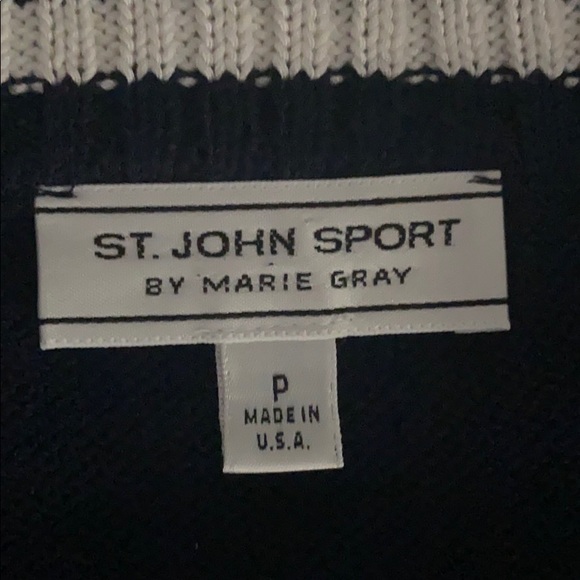 ST. JOHN SPORT
BY MARIE GRAY
P
MADE IN
U.S.A.